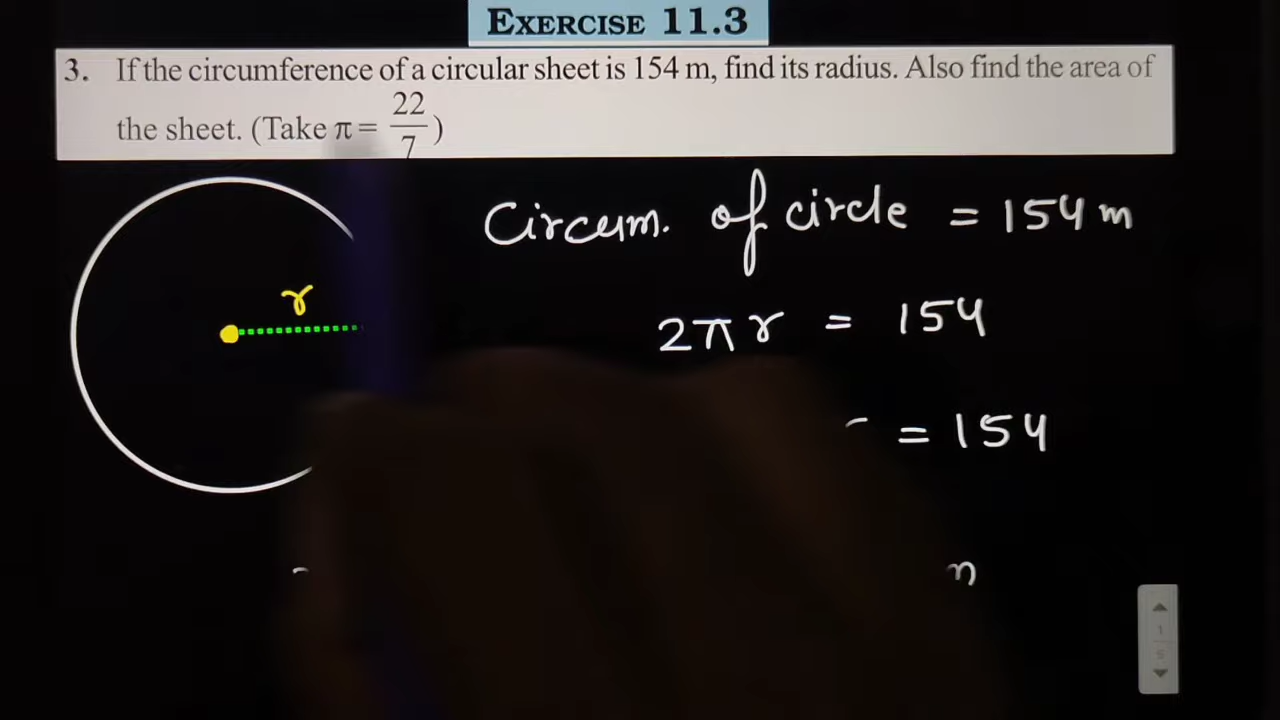 EXERCISE 11.3
3. If the circumference of a circular sheet is 154 m, find its radius. Also find the area of
the sheet. (Take π = 22/7)
Circum. of circle = 154 m
r
2πr = 154
= 154